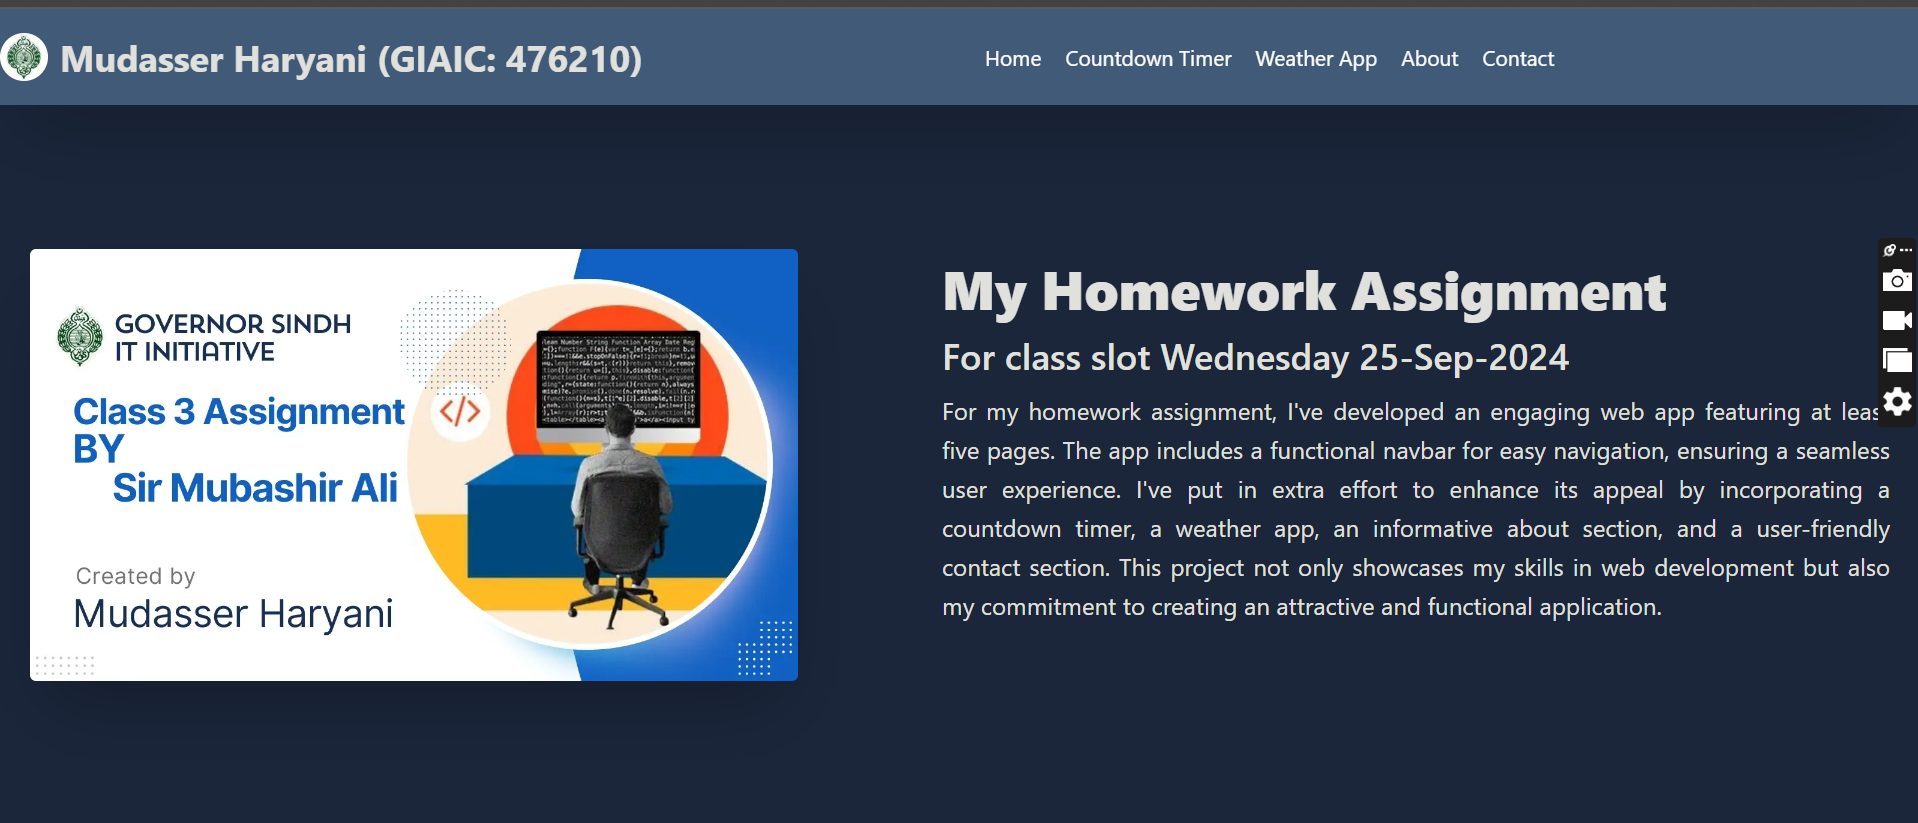 Mudasser Haryani (GIAIC: 476210)
Home Countdown Timer Weather App About Contact
GOVERNOR SINDH
IT INITIATIVE
Class 3 Assignment
BY
Sir Mubashir Ali
</>
Created by
Mudasser Haryani
My Homework Assignment
For class slot Wednesday 25-Sep-2024
For my homework assignment, I've developed an engaging web app featuring at leas
five pages. The app includes a functional navbar for easy navigation, ensuring a seamless
user experience. I've put in extra effort to enhance its appeal by incorporating a
countdown timer, a weather app, an informative about section, and a user-friendly
contact section. This project not only showcases my skills in web development but also
my commitment to creating an attractive and functional application.